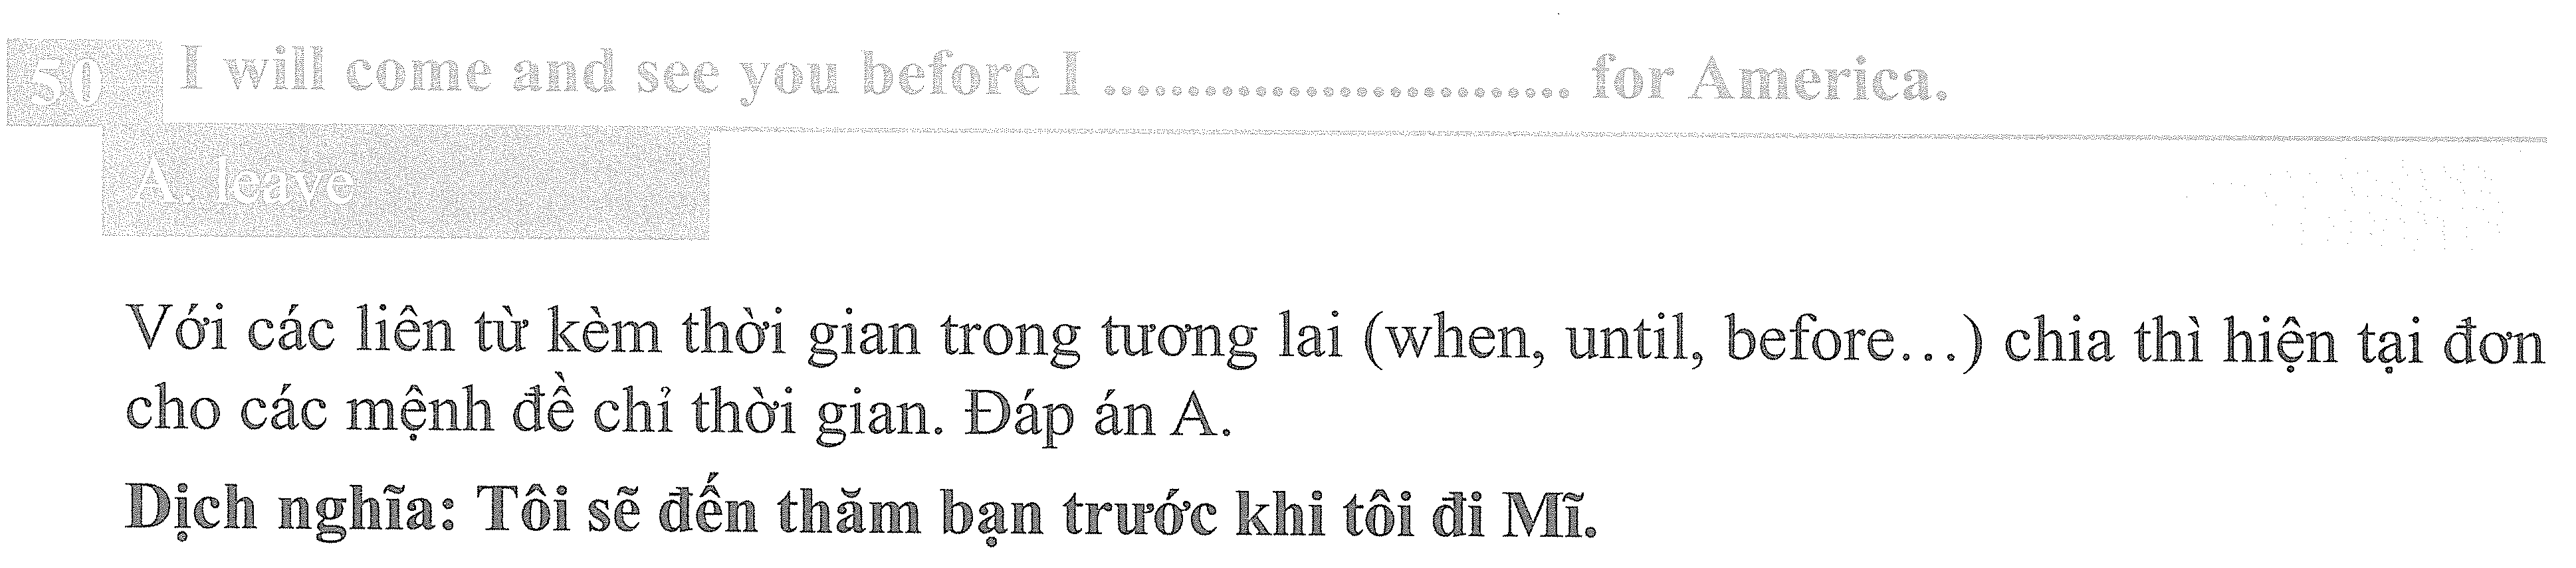 50 I will come and see you before I ............................ for America.
A. leave
Với các liên từ kèm thời gian trong tương lai (when, until, before...) chia thì hiện tại đơn
cho các mệnh đề chỉ thời gian. Đáp án A.
Dịch nghĩa: Tôi sẽ đến thăm bạn trước khi tôi đi Mĩ.